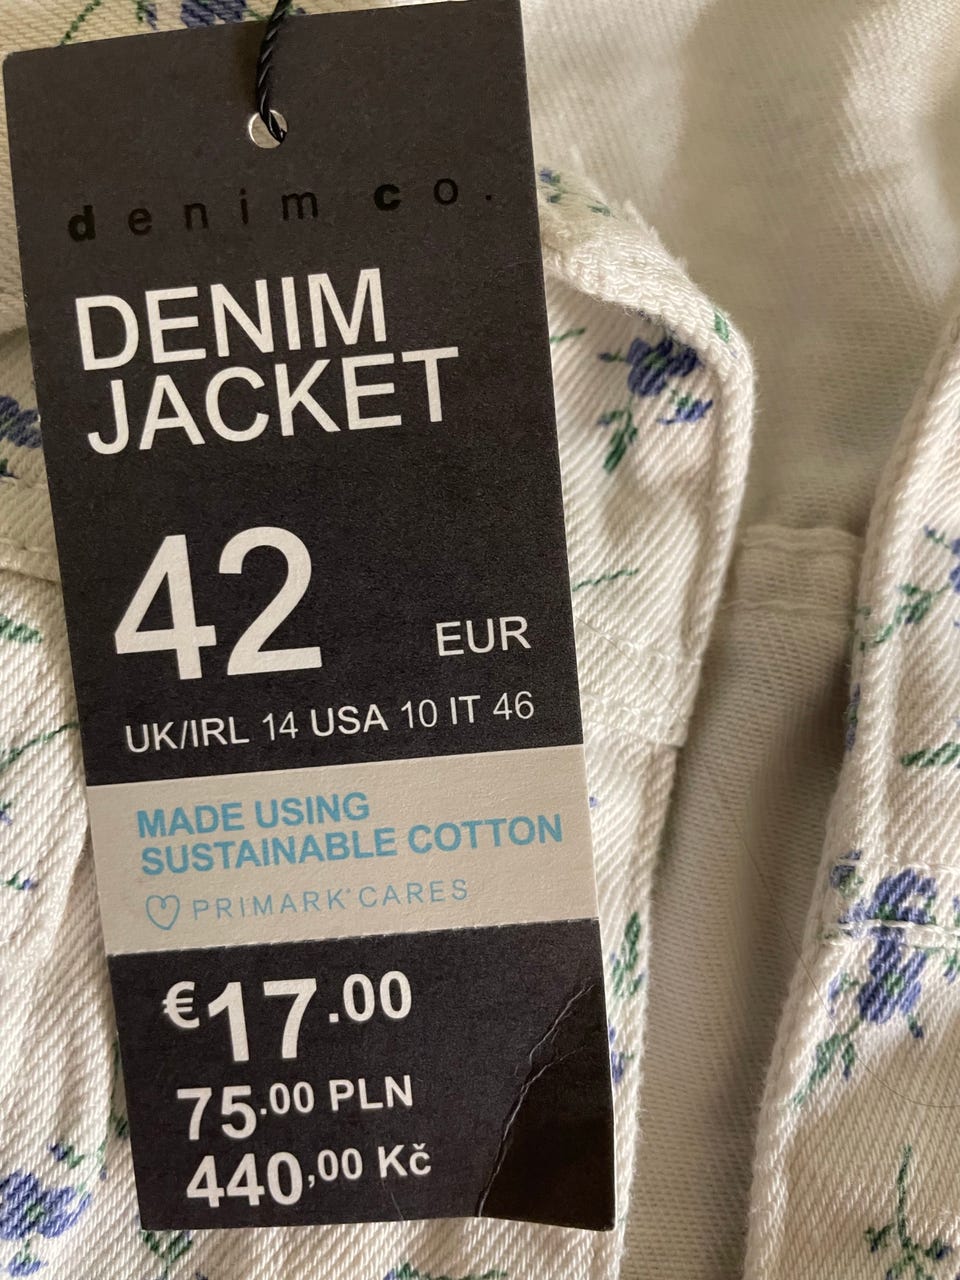 denim co.
DENIM
JACKET
42 EUR
UK/IRL 14 USA 10 IT 46
MADE USING
SUSTAINABLE COTTON
PRIMARK® CARES
€17.00
75.00 PLN
440,00 Kč